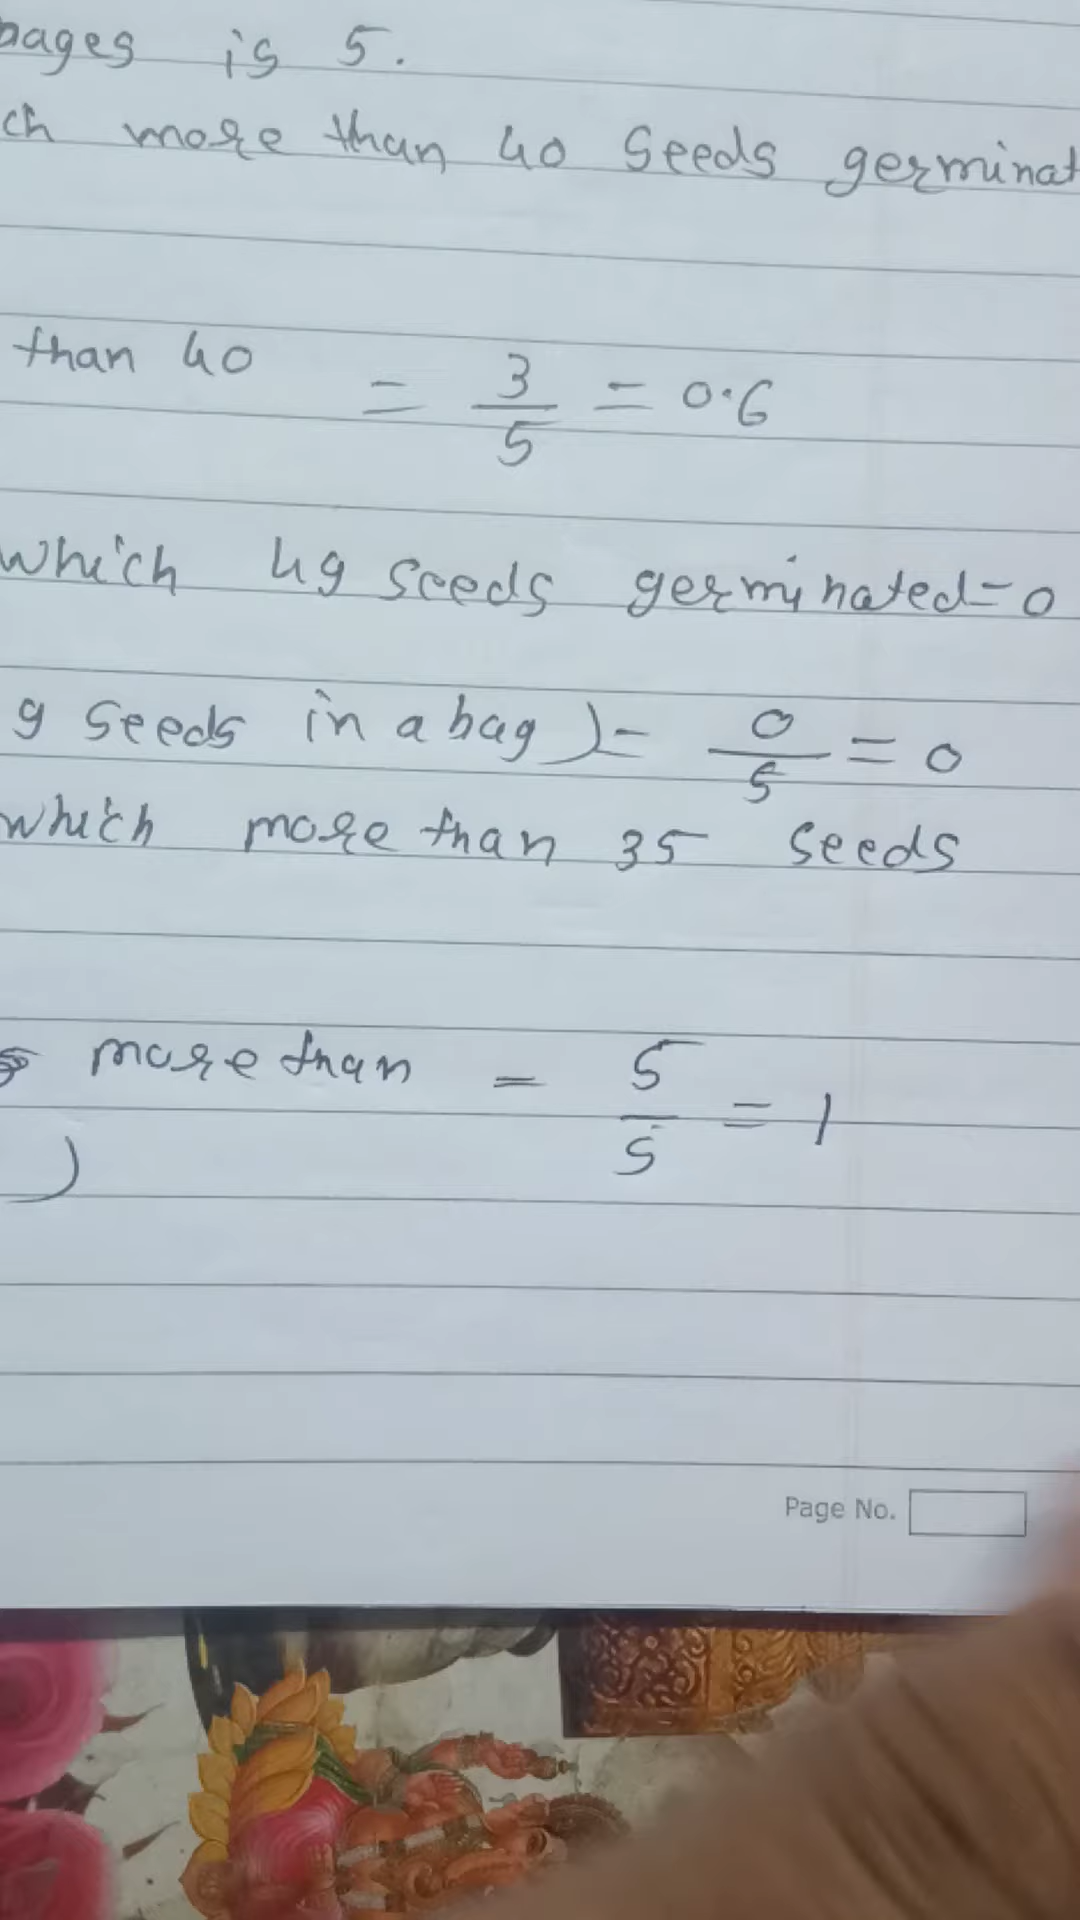 bages is 5.
ch more than 40 Seeds germinat
than 40 = 3/5 = 0.6
which 49 seeds germinated = 0
g seeds in a bag ) = 0/5 = 0
which more than 35 seeds
more than = 5/5 = 1
)
Page No.